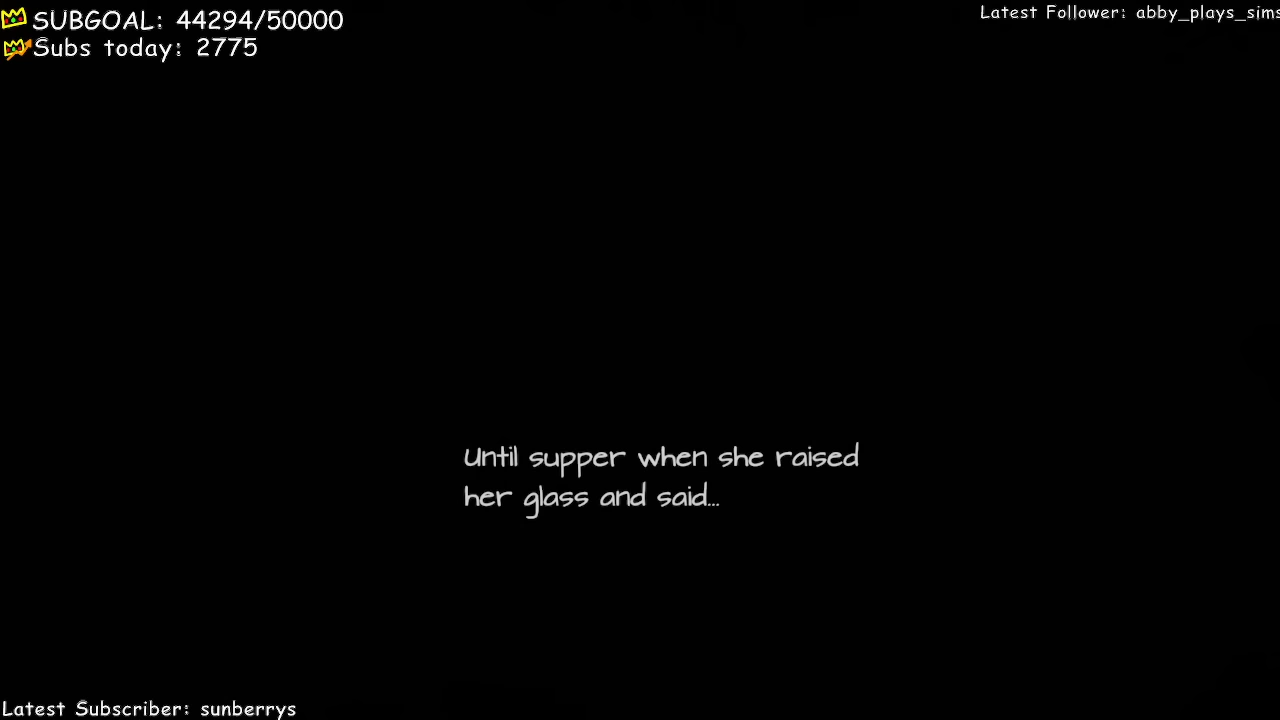 SUBGOAL: 44294/50000
Latest Follower: abby_plays_sims
Subs today: 2775
Until supper when she raised
her glass and said...
Latest Subscriber: sunberrys